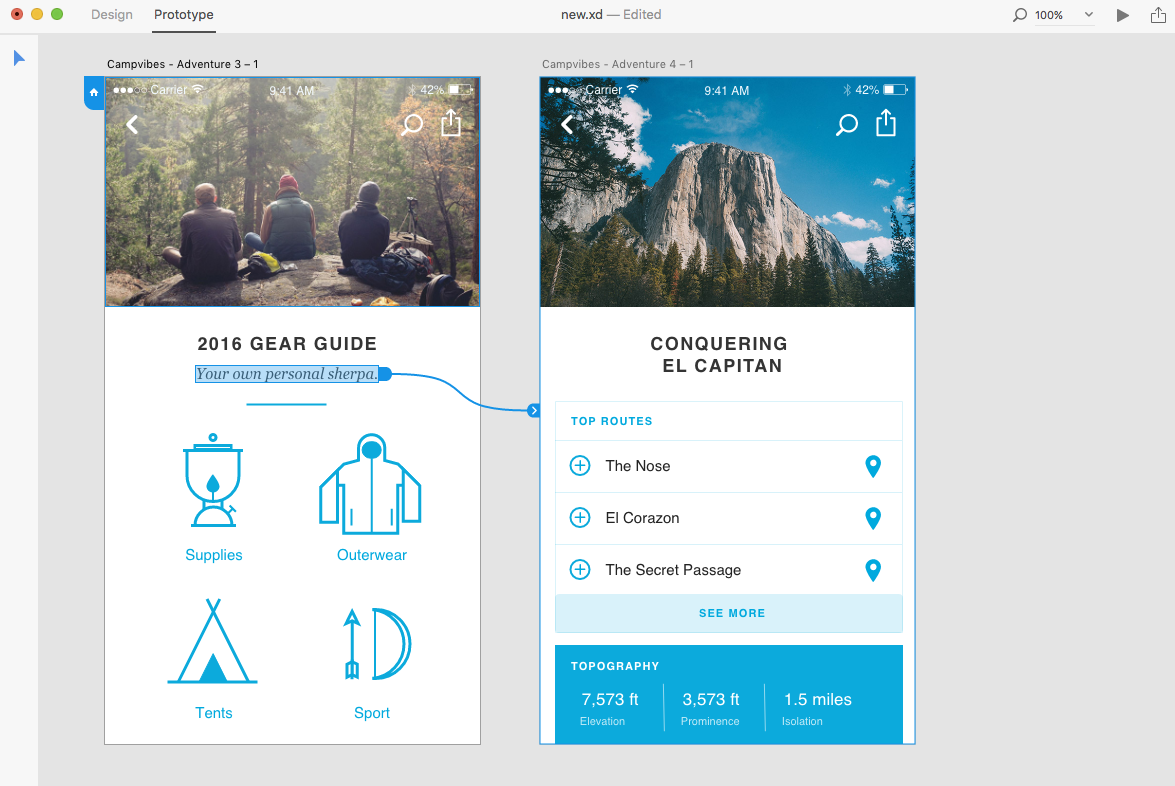 Design Prototype new.xd — Edited 100%
Campvibes - Adventure 3 – 1
Carrier 9:41 AM 42%
2016 GEAR GUIDE
Your own personal sherpa.
Supplies Outerwear
Tents Sport
Campvibes - Adventure 4 – 1
Carrier 9:41 AM 42%
CONQUERING
EL CAPITAN
TOP ROUTES
The Nose
El Corazon
The Secret Passage
SEE MORE
TOPOGRAPHY
7,573 ft 3,573 ft 1.5 miles
Elevation Prominence Isolation